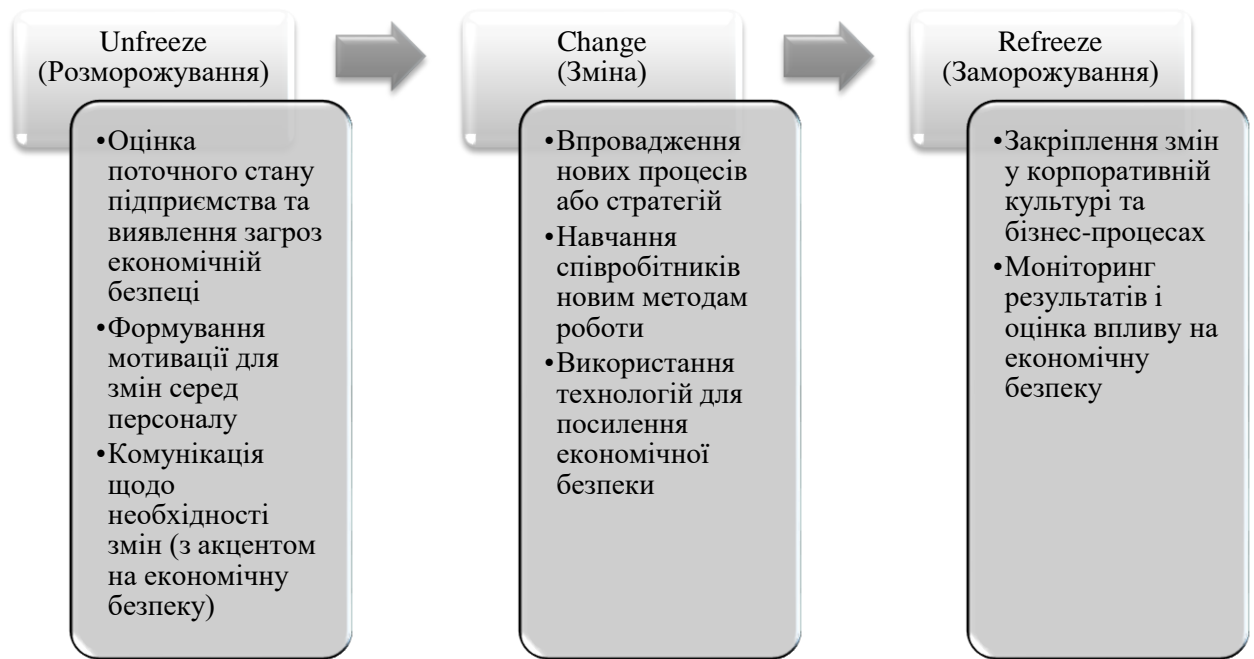 Unfreeze
(Розморожування)
•Оцінка
поточного стану
підприємства та
виявлення загроз
економічній
безпеці
•Формування
мотивації для
змін серед
персоналу
•Комунікація
щодо
необхідності
змін (з акцентом
на економічну
безпеку)
Change
(Зміна)
•Впровадження
нових процесів
або стратегій
•Навчання
співробітників
новим методам
роботи
•Використання
технологій для
посилення
економічної
безпеки
Refreeze
(Заморожування)
•Закріплення змін
у корпоративній
культурі та
бізнес-процесах
•Моніторинг
результатів і
оцінка впливу на
економічну
безпеку